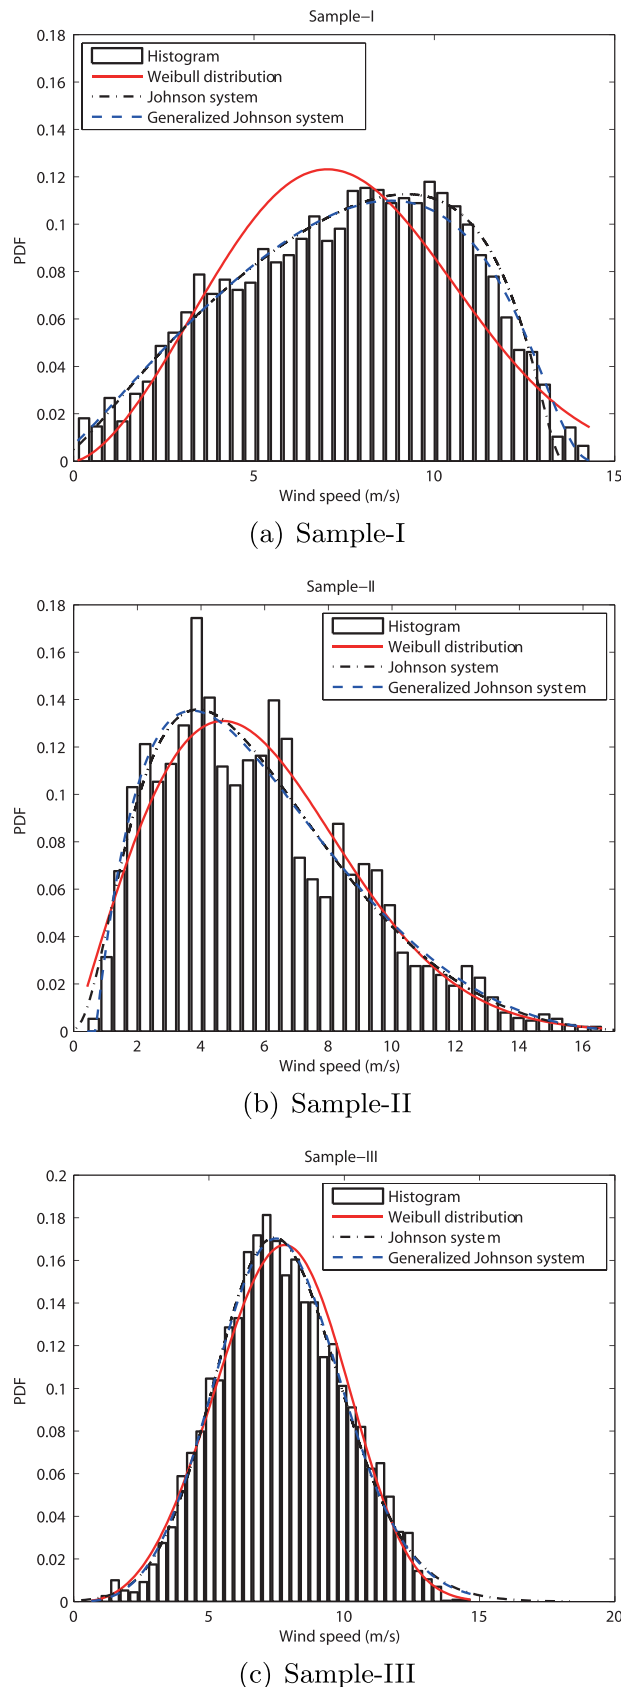 Sample-I
0.18
0.16
0.14
0.12
0.1
0.08
0.06
0.04
0.02
0
PDF
Histogram
Weibull distribution
Johnson system
Generalized Johnson system
0 5 10 15
Wind speed (m/s)
(a) Sample-I
Sample-II
0.18
0.16
0.14
0.12
0.1
0.08
0.06
0.04
0.02
0
PDF
Histogram
Weibull distribution
Johnson system
Generalized Johnson system
0 2 4 6 8 10 12 14 16
Wind speed (m/s)
(b) Sample-II
Sample-III
0.2
0.18
0.16
0.14
0.12
0.1
0.08
0.06
0.04
0.02
0
PDF
Histogram
Weibull distribution
Johnson system
Generalized Johnson system
0 5 10 15 20
Wind speed (m/s)
(c) Sample-III